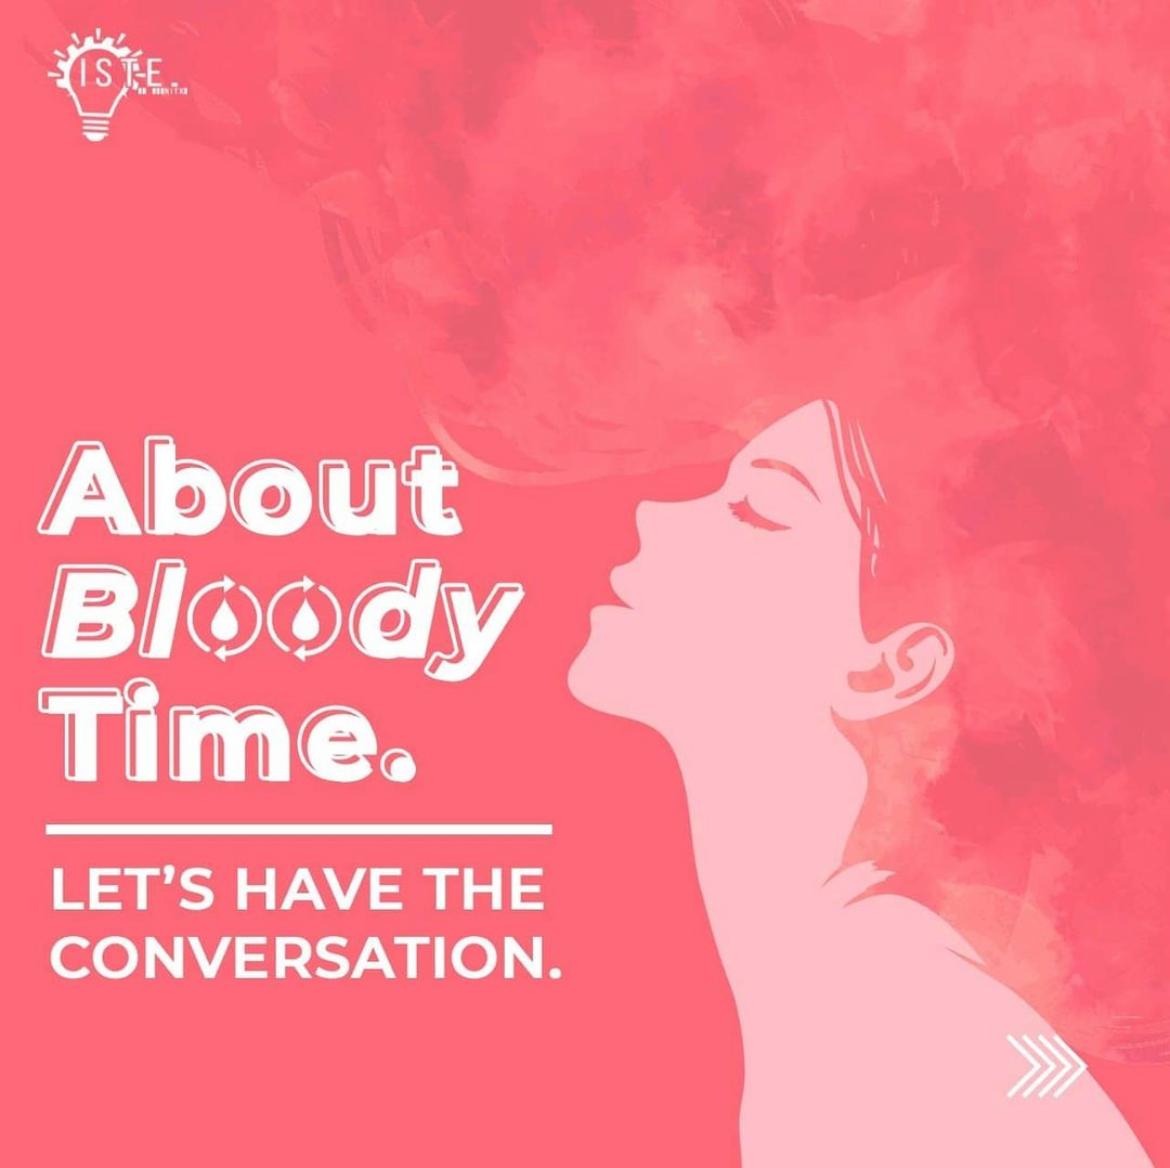 ISTE
About
Bloody
Time.
LET'S HAVE THE
CONVERSATION.